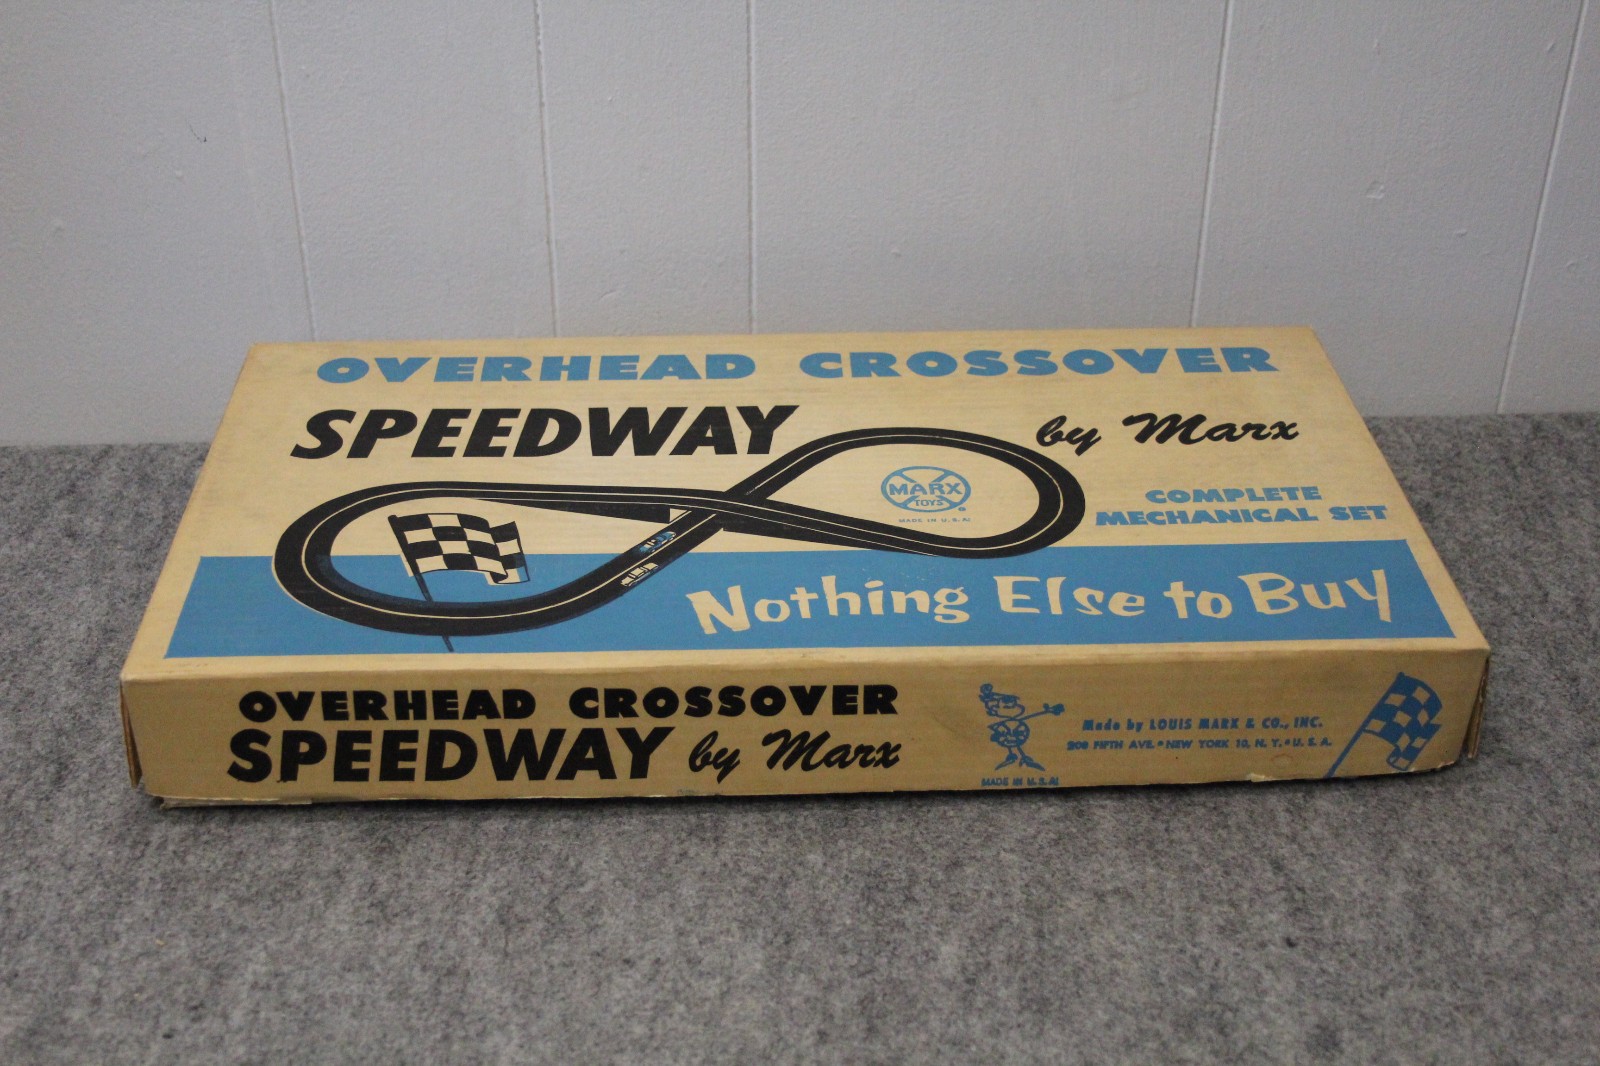 OVERHEAD CROSSOVER
SPEEDWAY
by Marx
MARX
TOYS
®
MADE IN U.S.A.
COMPLETE
MECHANICAL SET
Nothing Else to Buy
OVERHEAD CROSSOVER
SPEEDWAY by Marx
MADE IN U.S.A.
Made by LOUIS MARX & CO., INC.
200 FIFTH AVE. • NEW YORK 10, N. Y. • U. S. A.